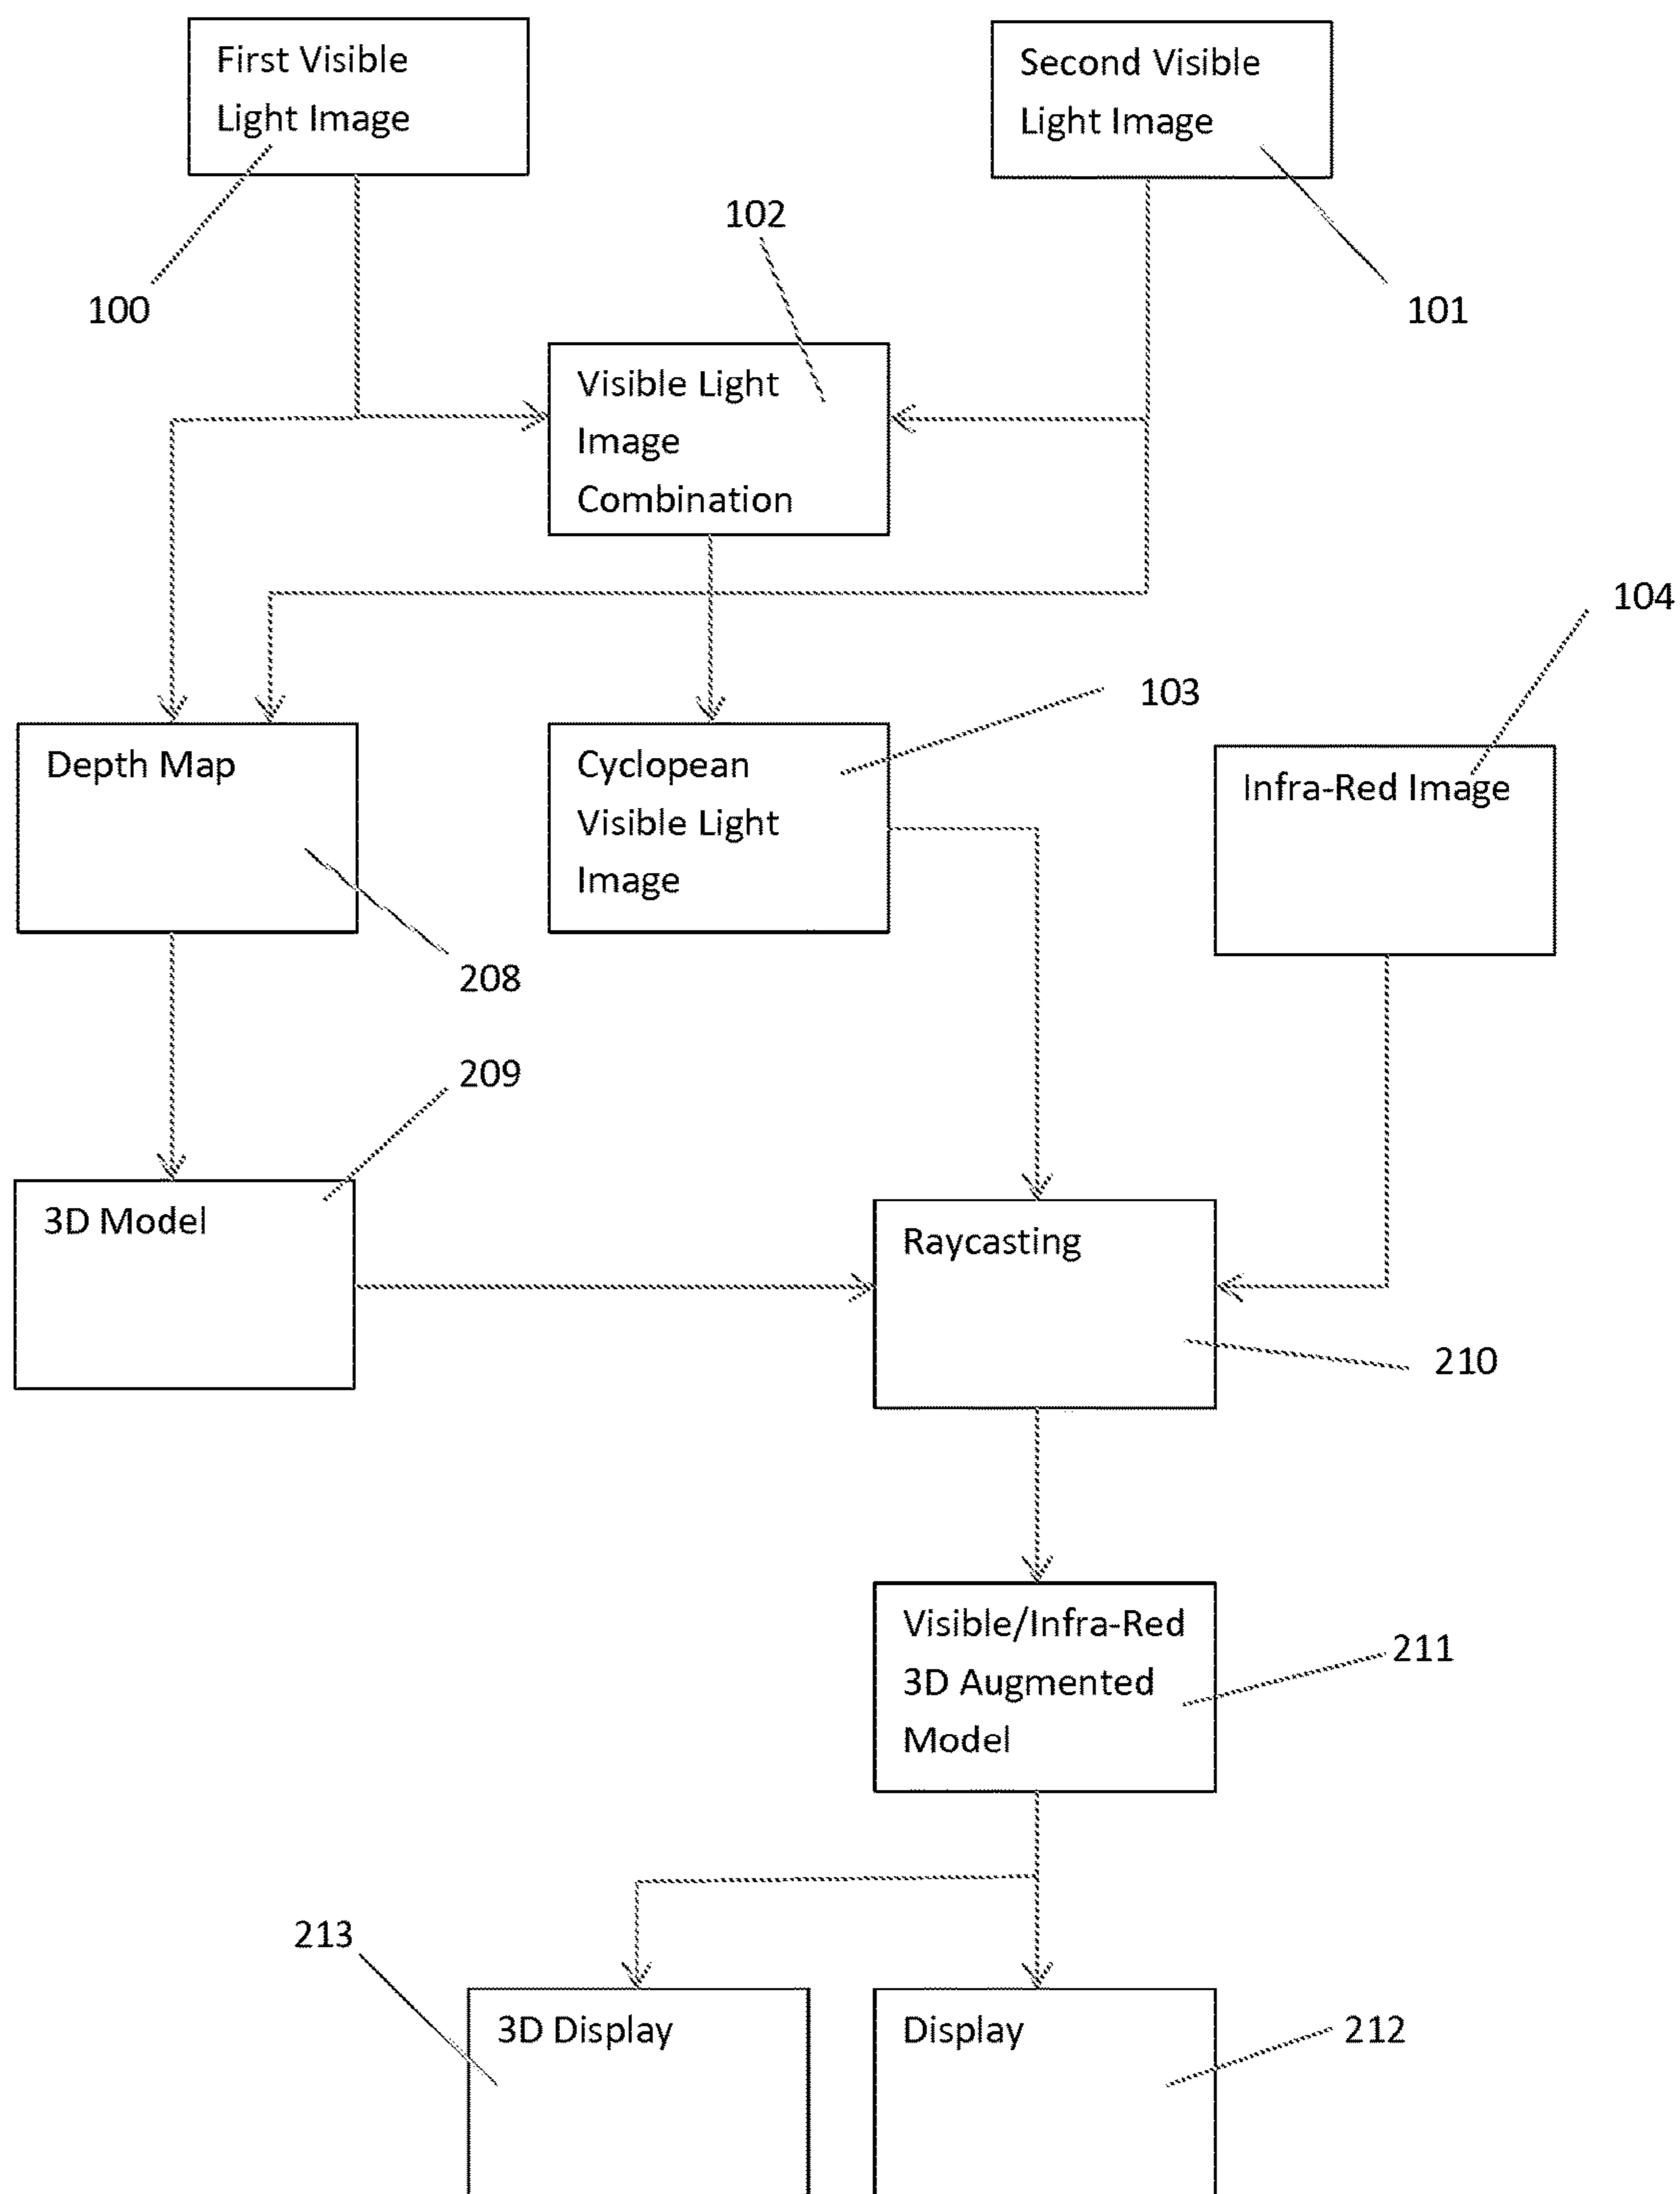 First Visible
Light Image
Second Visible
Light Image
102
100
101
Visible Light
Image
Combination
104
103
Depth Map
Cyclopean
Visible Light
Image
Infra-Red Image
208
209
3D Model
Raycasting
210
Visible/Infra-Red
3D Augmented
Model
211
213
3D Display
Display
212